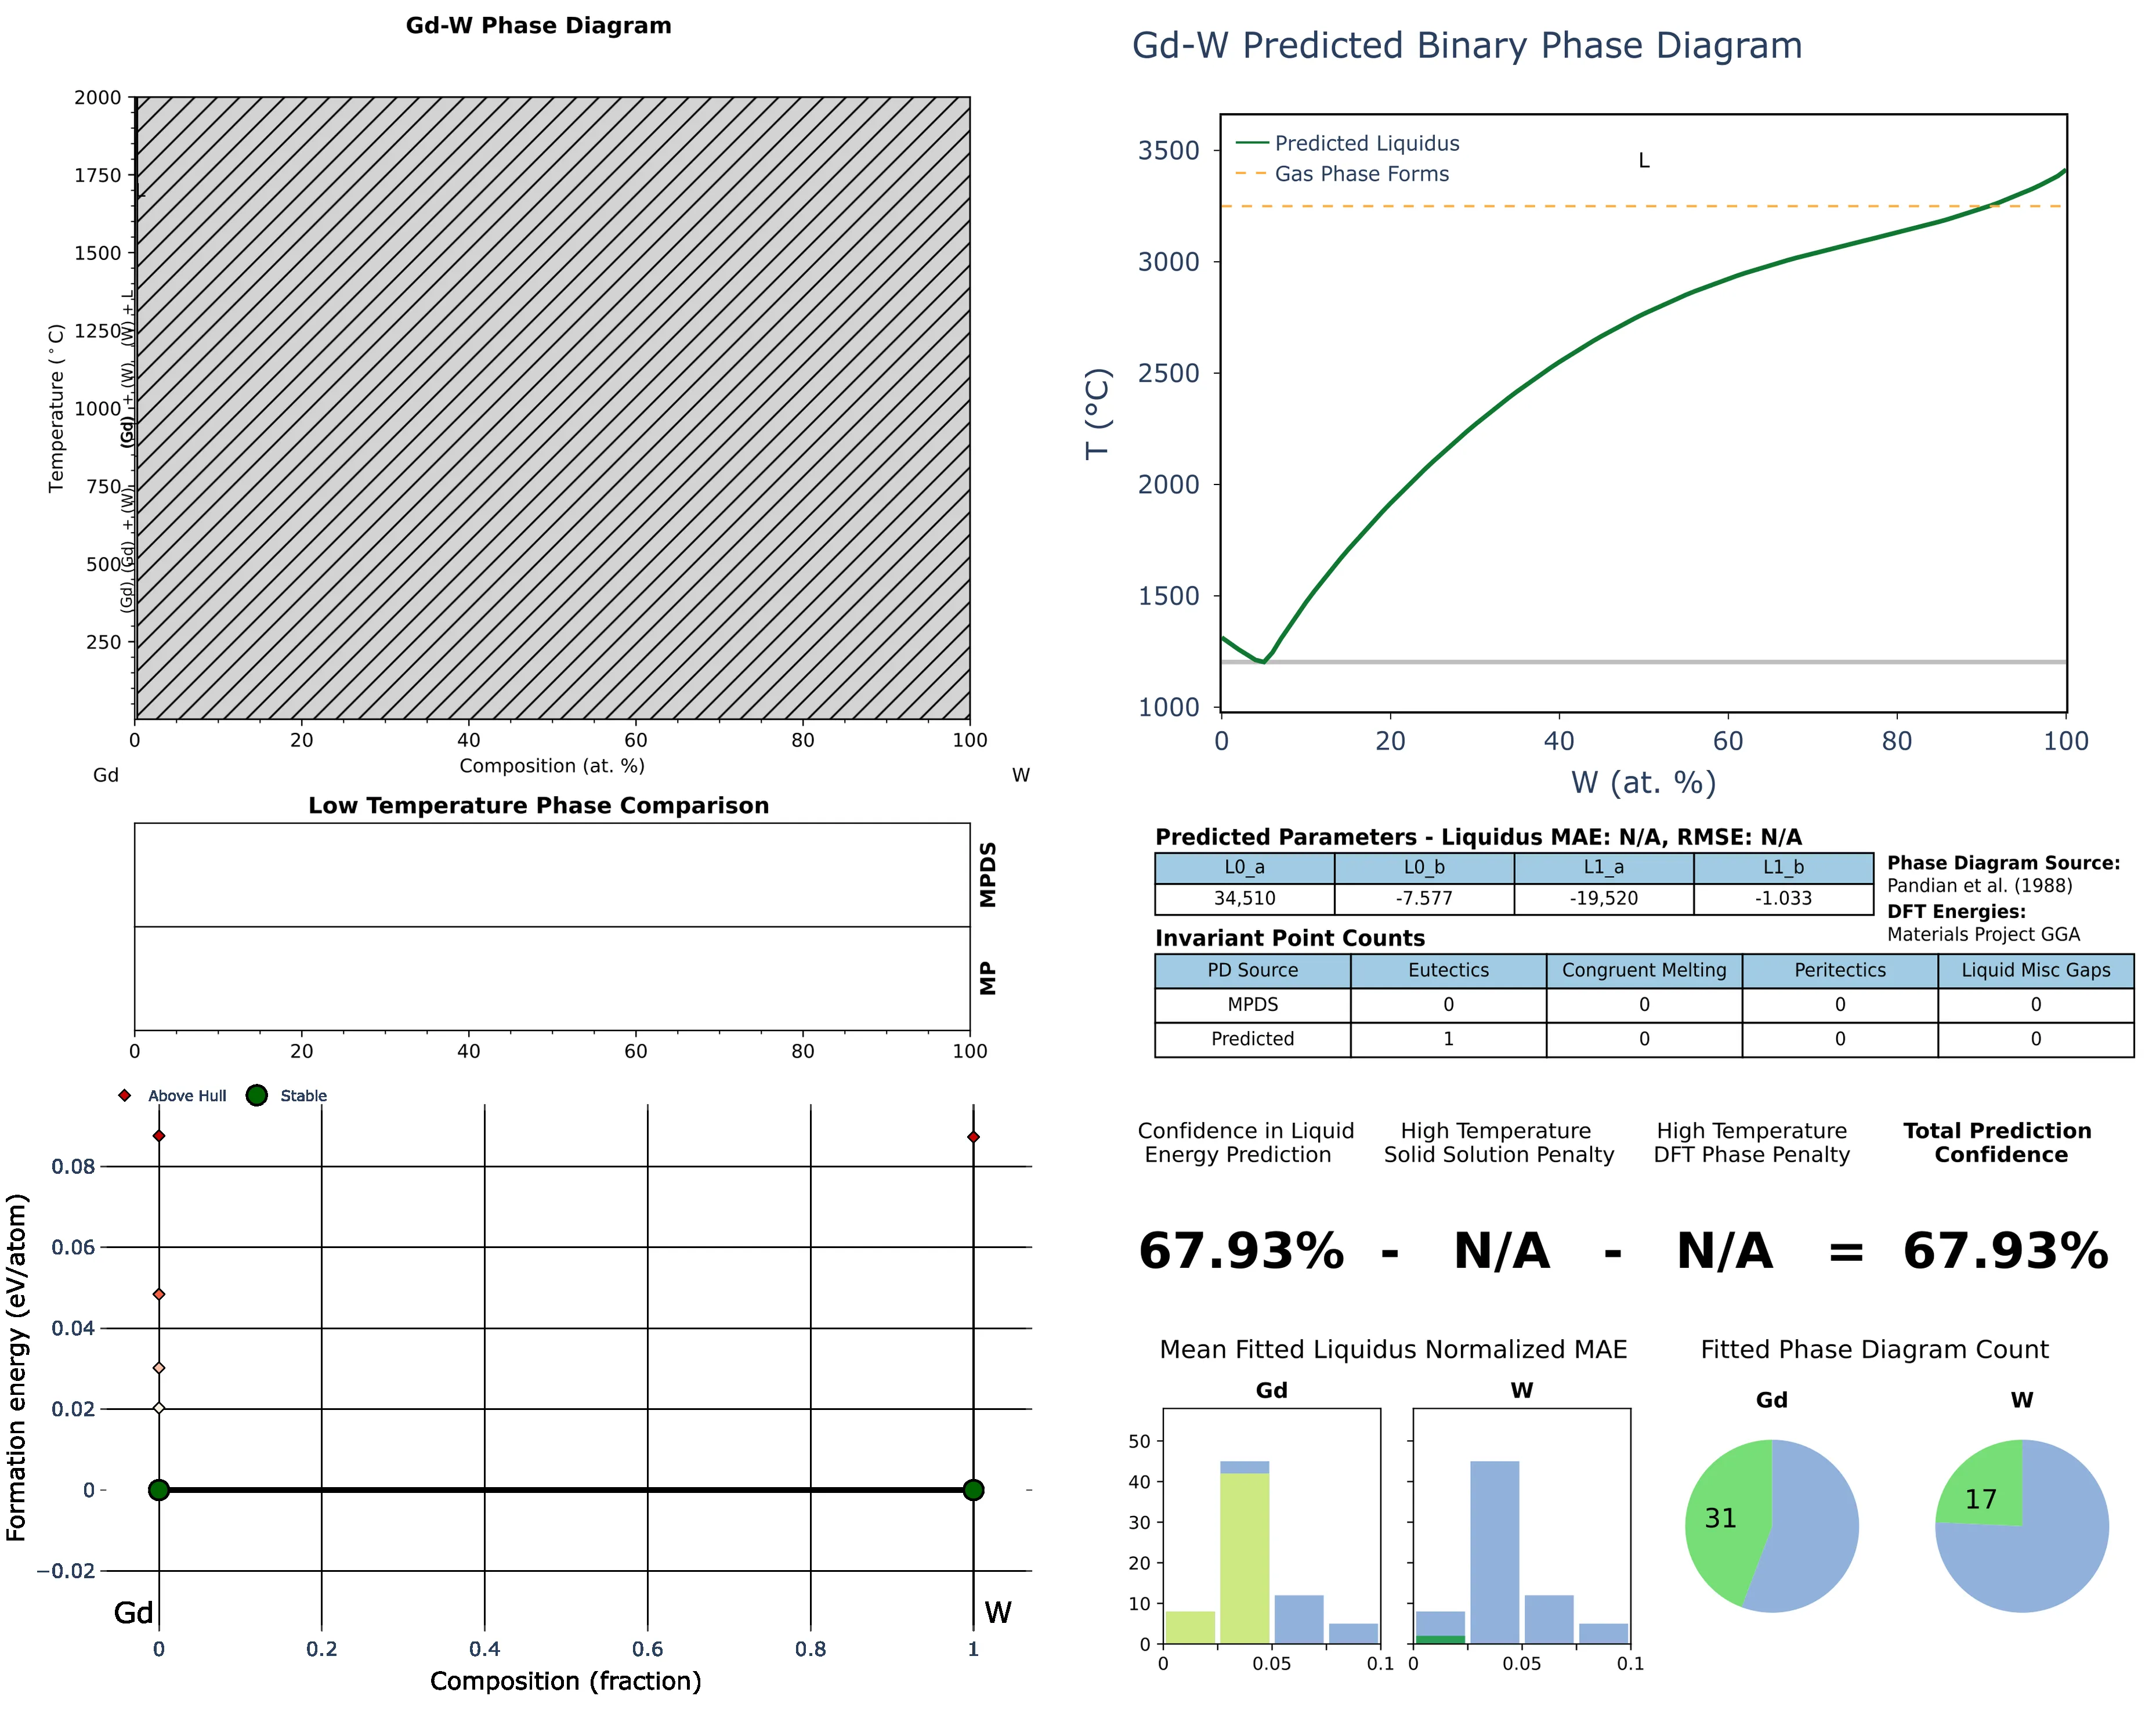 Gd-W Phase Diagram
2000
1750
1500
1250
1000
750
500
250
Temperature (°C)
(Gd), (Gd) + (W), (Gd) + (W), (W) + L
L
0 20 40 60 80 100
Gd Composition (at. %) W
Low Temperature Phase Comparison
MPDS
MP
0 20 40 60 80 100
Above Hull Stable
0.08
0.06
0.04
0.02
0
−0.02
Formation energy (eV/atom)
Gd W
0 0.2 0.4 0.6 0.8 1
Composition (fraction)
Gd-W Predicted Binary Phase Diagram
Predicted Liquidus
Gas Phase Forms
L
3500
3000
2500
2000
1500
1000
T (°C)
0 20 40 60 80 100
W (at. %)
Predicted Parameters - Liquidus MAE: N/A, RMSE: N/A
L0_a L0_b L1_a L1_b
34,510 -7.577 -19,520 -1.033
Phase Diagram Source:
Pandian et al. (1988)
DFT Energies:
Materials Project GGA
Invariant Point Counts
PD Source Eutectics Congruent Melting Peritectics Liquid Misc Gaps
MPDS 0 0 0 0
Predicted 1 0 0 0
Confidence in Liquid
Energy Prediction
High Temperature
Solid Solution Penalty
High Temperature
DFT Phase Penalty
Total Prediction
Confidence
67.93% - N/A - N/A = 67.93%
Mean Fitted Liquidus Normalized MAE
Gd W
50
40
30
20
10
0
0 0.05 0.1 0 0.05 0.1
Fitted Phase Diagram Count
Gd W
31 17